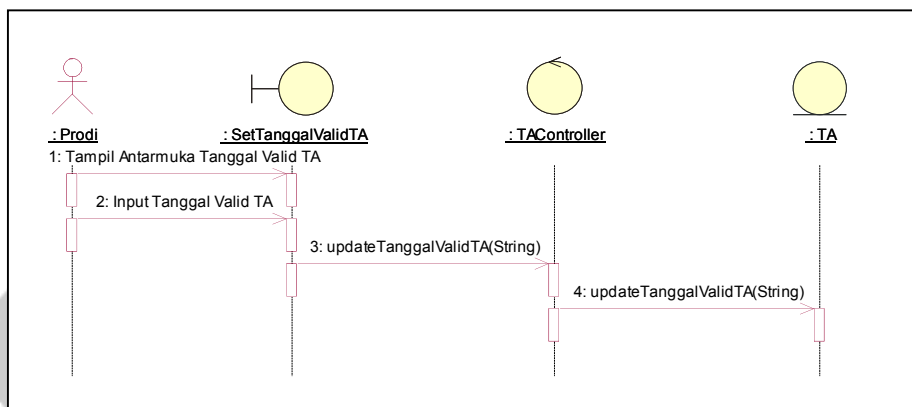 : Prodi
: SetTanggalValidTA
: TAController
: TA
1: Tampil Antarmuka Tanggal Valid TA
2: Input Tanggal Valid TA
3: updateTanggalValidTA(String)
4: updateTanggalValidTA(String)